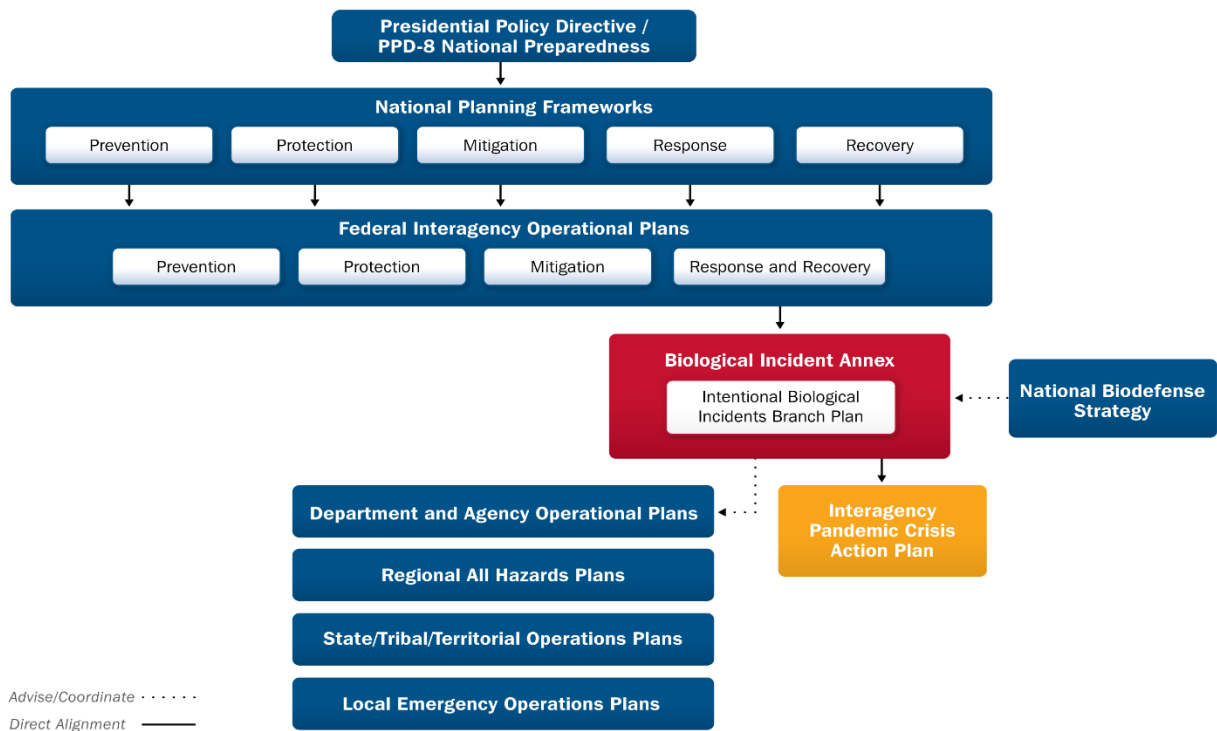 Presidential Policy Directive /
PPD-8 National Preparedness
National Planning Frameworks
Prevention
Protection
Mitigation
Response
Recovery
Federal Interagency Operational Plans
Prevention
Protection
Mitigation
Response and Recovery
Biological Incident Annex
Intentional Biological
Incidents Branch Plan
National Biodefense
Strategy
Department and Agency Operational Plans
Interagency
Pandemic Crisis
Action Plan
Regional All Hazards Plans
State/Tribal/Territorial Operations Plans
Local Emergency Operations Plans
Advise/Coordinate
Direct Alignment